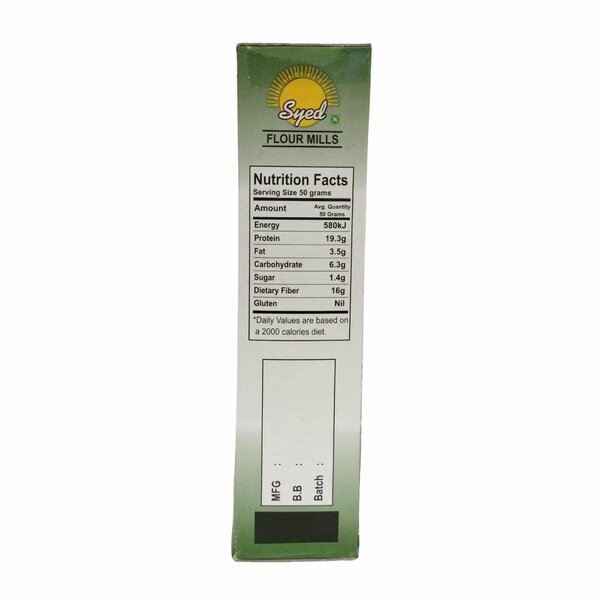 Syed
FLOUR MILLS
Nutrition Facts
Serving Size 50 grams
Amount Avg. Quantity 50 Grams
Energy 580kJ
Protein 19.3g
Fat 3.5g
Carbohydrate 6.3g
Sugar 1.4g
Dietary Fiber 16g
Gluten Nil
*Daily Values are based on
a 2000 calories diet.
MFG :
B.B :
Batch :